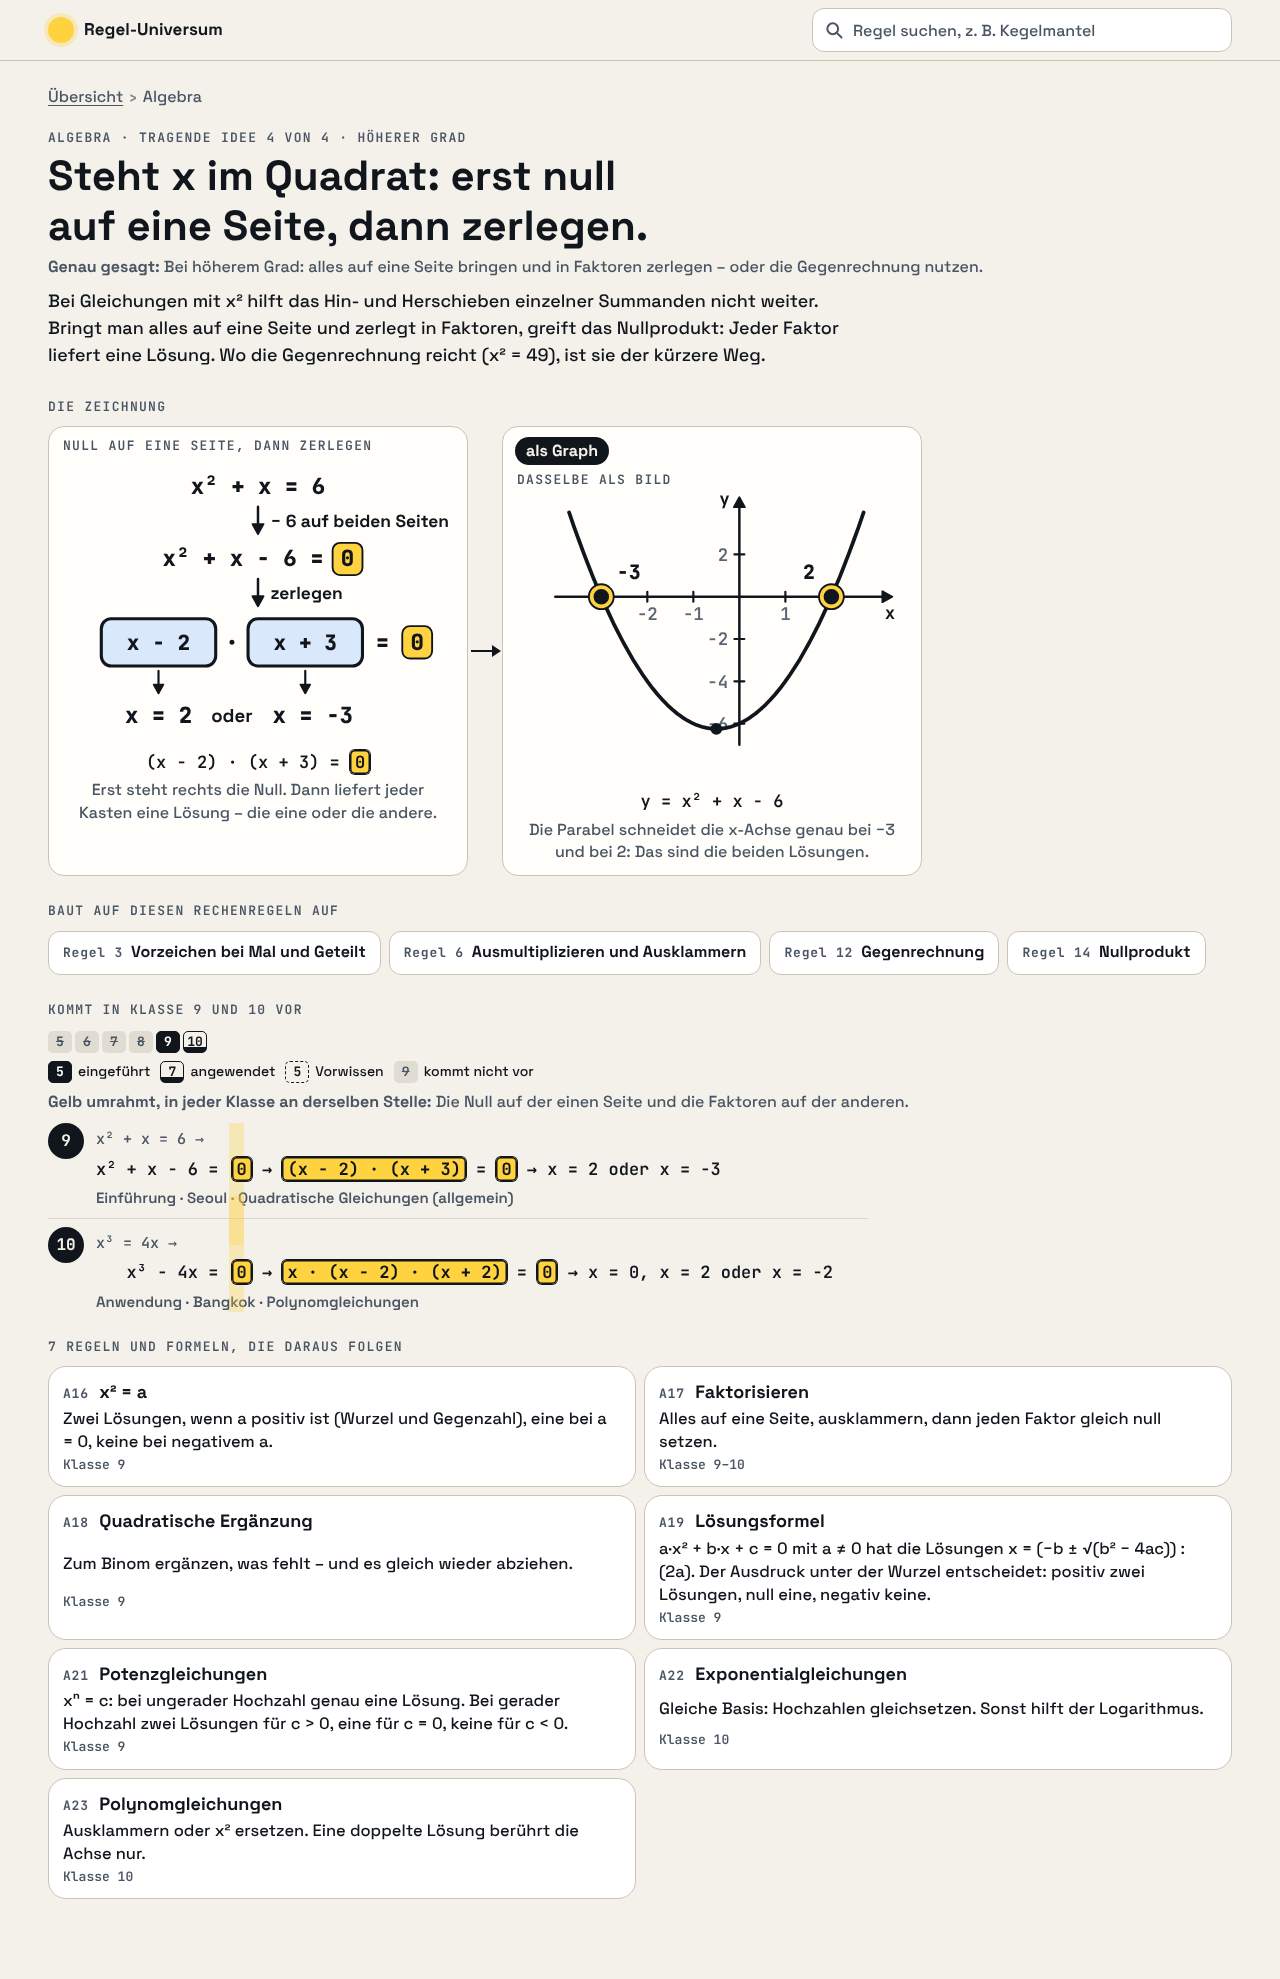 Regel-Universum
Regel suchen, z. B. Kegelmantel
Übersicht > Algebra
ALGEBRA · TRAGENDE IDEE 4 VON 4 · HÖHERER GRAD
Steht x im Quadrat: erst null
auf eine Seite, dann zerlegen.
Genau gesagt: Bei höherem Grad: alles auf eine Seite bringen und in Faktoren zerlegen – oder die Gegenrechnung nutzen.
Bei Gleichungen mit x² hilft das Hin- und Herschieben einzelner Summanden nicht weiter.
Bringt man alles auf eine Seite und zerlegt in Faktoren, greift das Nullprodukt: Jeder Faktor
liefert eine Lösung. Wo die Gegenrechnung reicht (x² = 49), ist sie der kürzere Weg.
DIE ZEICHNUNG
NULL AUF EINE SEITE, DANN ZERLEGEN
x² + x = 6
− 6 auf beiden Seiten
x² + x - 6 = 0
zerlegen
x - 2 · x + 3 = 0
x = 2 oder x = -3
(x - 2) · (x + 3) = 0
Erst steht rechts die Null. Dann liefert jeder
Kasten eine Lösung – die eine oder die andere.
als Graph
DASSELBE ALS BILD
y
2
-3 2
-2 -1 1 x
-2
-4
-6
y = x² + x - 6
Die Parabel schneidet die x-Achse genau bei −3
und bei 2: Das sind die beiden Lösungen.
BAUT AUF DIESEN RECHENREGELN AUF
Regel 3 Vorzeichen bei Mal und Geteilt
Regel 6 Ausmultiplizieren und Ausklammern
Regel 12 Gegenrechnung
Regel 14 Nullprodukt
KOMMT IN KLASSE 9 UND 10 VOR
5 6 7 8 9 10
5 eingeführt 7 angewendet 5 Vorwissen 9 kommt nicht vor
Gelb umrahmt, in jeder Klasse an derselben Stelle: Die Null auf der einen Seite und die Faktoren auf der anderen.
9 x² + x = 6 →
x² + x - 6 = 0 → (x - 2) · (x + 3) = 0 → x = 2 oder x = -3
Einführung · Seoul · Quadratische Gleichungen (allgemein)
10 x³ = 4x →
x³ - 4x = 0 → x · (x - 2) · (x + 2) = 0 → x = 0, x = 2 oder x = -2
Anwendung · Bangkok · Polynomgleichungen
7 REGELN UND FORMELN, DIE DARAUS FOLGEN
A16 x² = a
Zwei Lösungen, wenn a positiv ist (Wurzel und Gegenzahl), eine bei a
= 0, keine bei negativem a.
Klasse 9
A17 Faktorisieren
Alles auf eine Seite, ausklammern, dann jeden Faktor gleich null
setzen.
Klasse 9–10
A18 Quadratische Ergänzung
Zum Binom ergänzen, was fehlt – und es gleich wieder abziehen.
Klasse 9
A19 Lösungsformel
a·x² + b·x + c = 0 mit a ≠ 0 hat die Lösungen x = (−b ± √(b² − 4ac)) :
(2a). Der Ausdruck unter der Wurzel entscheidet: positiv zwei
Lösungen, null eine, negativ keine.
Klasse 9
A21 Potenzgleichungen
xⁿ = c: bei ungerader Hochzahl genau eine Lösung. Bei gerader
Hochzahl zwei Lösungen für c > 0, eine für c = 0, keine für c < 0.
Klasse 9
A22 Exponentialgleichungen
Gleiche Basis: Hochzahlen gleichsetzen. Sonst hilft der Logarithmus.
Klasse 10
A23 Polynomgleichungen
Ausklammern oder x² ersetzen. Eine doppelte Lösung berührt die
Achse nur.
Klasse 10